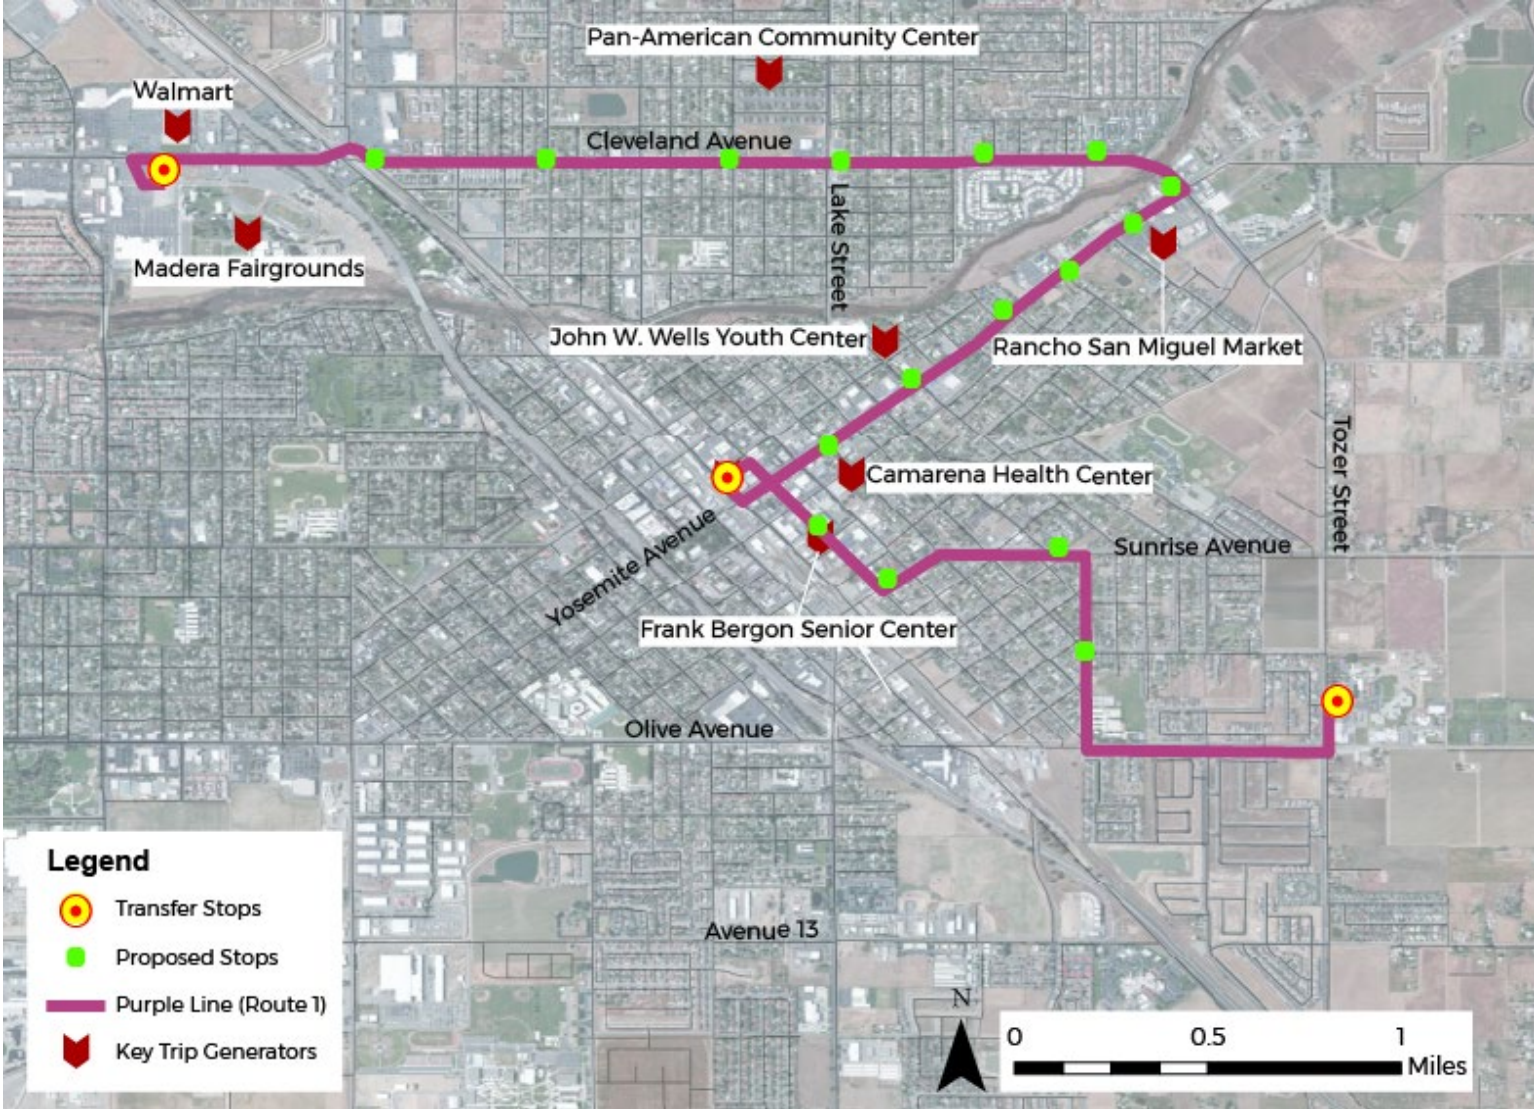 Pan-American Community Center
Walmart
Cleveland Avenue
Lake Street
Madera Fairgrounds
John W. Wells Youth Center
Rancho San Miguel Market
Tozer Street
Camarena Health Center
Yosemite Avenue
Sunrise Avenue
Frank Bergon Senior Center
Olive Avenue
Avenue 13
Legend
Transfer Stops
Proposed Stops
Purple Line (Route 1)
Key Trip Generators
N
0 0.5 1
Miles